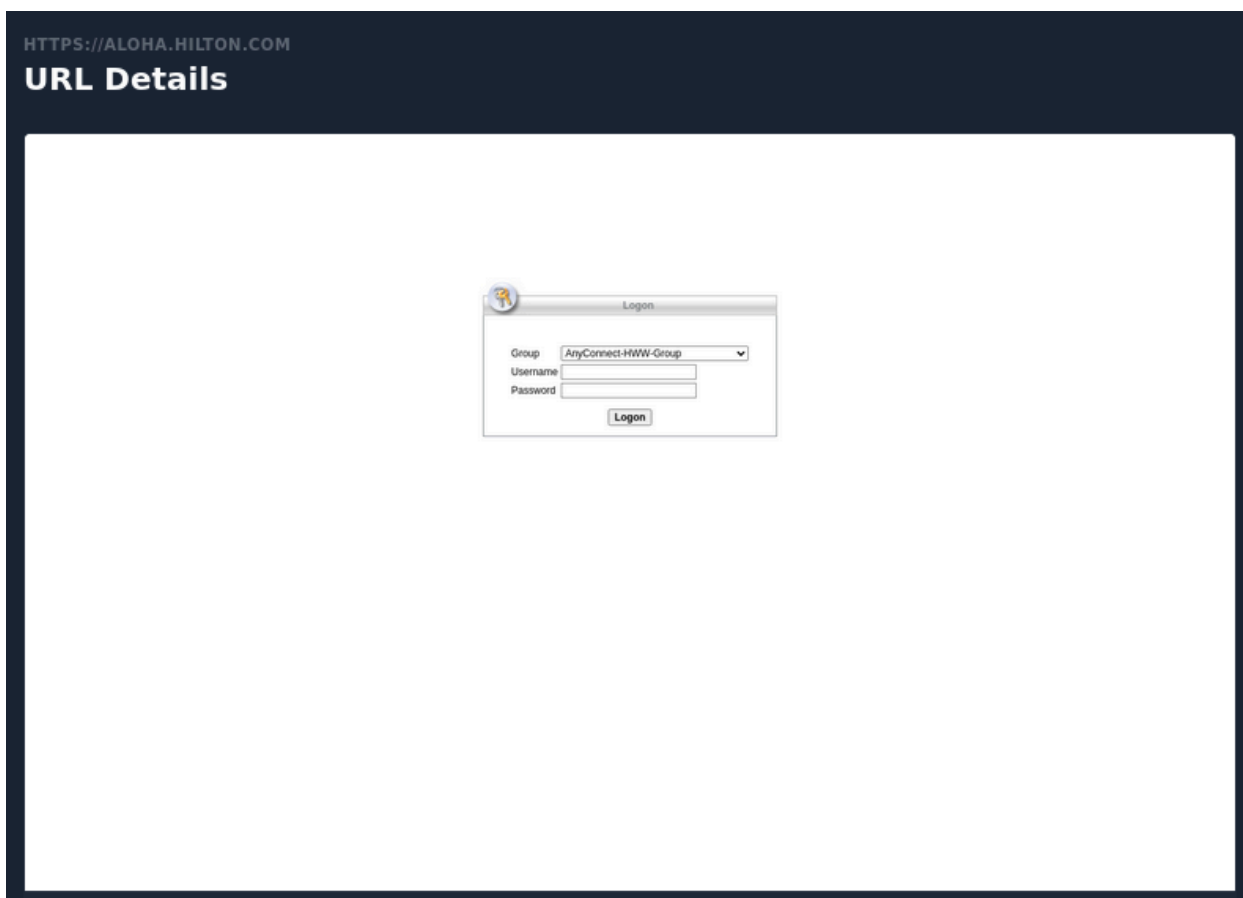 HTTPS://ALOHA.HILTON.COM
URL Details
Logon
Group AnyConnect-HWW-Group
Username
Password
Logon